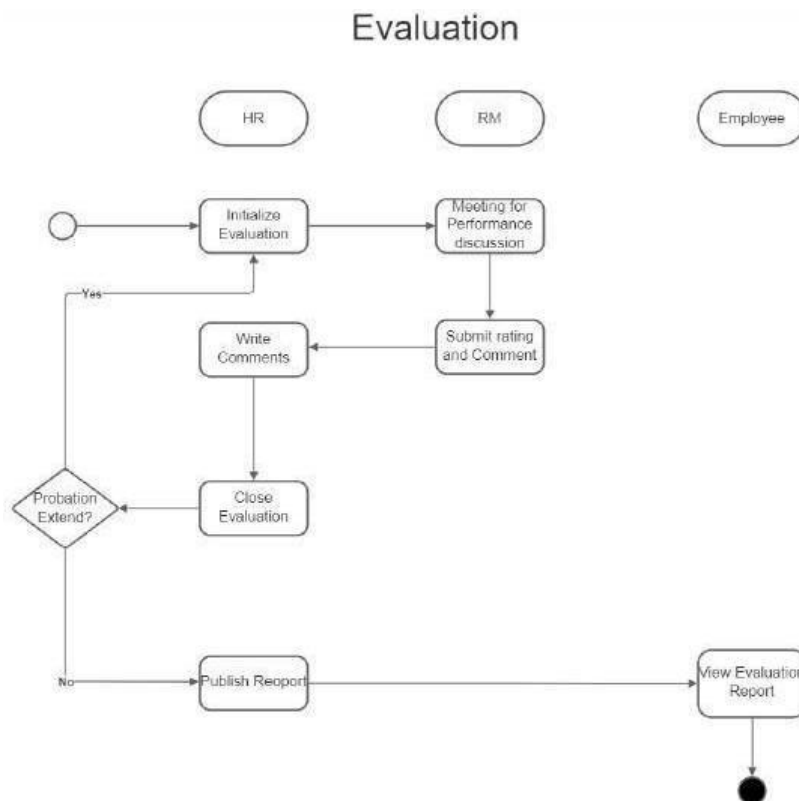 Evaluation
HR
RM
Employee
Initialize
Evaluation
Meeting for
Performance
discussion
Yes
Write
Comments
Submit rating
and Comment
Probation
Extend?
Close
Evaluation
No
Publish Reoport
View Evaluation
Report